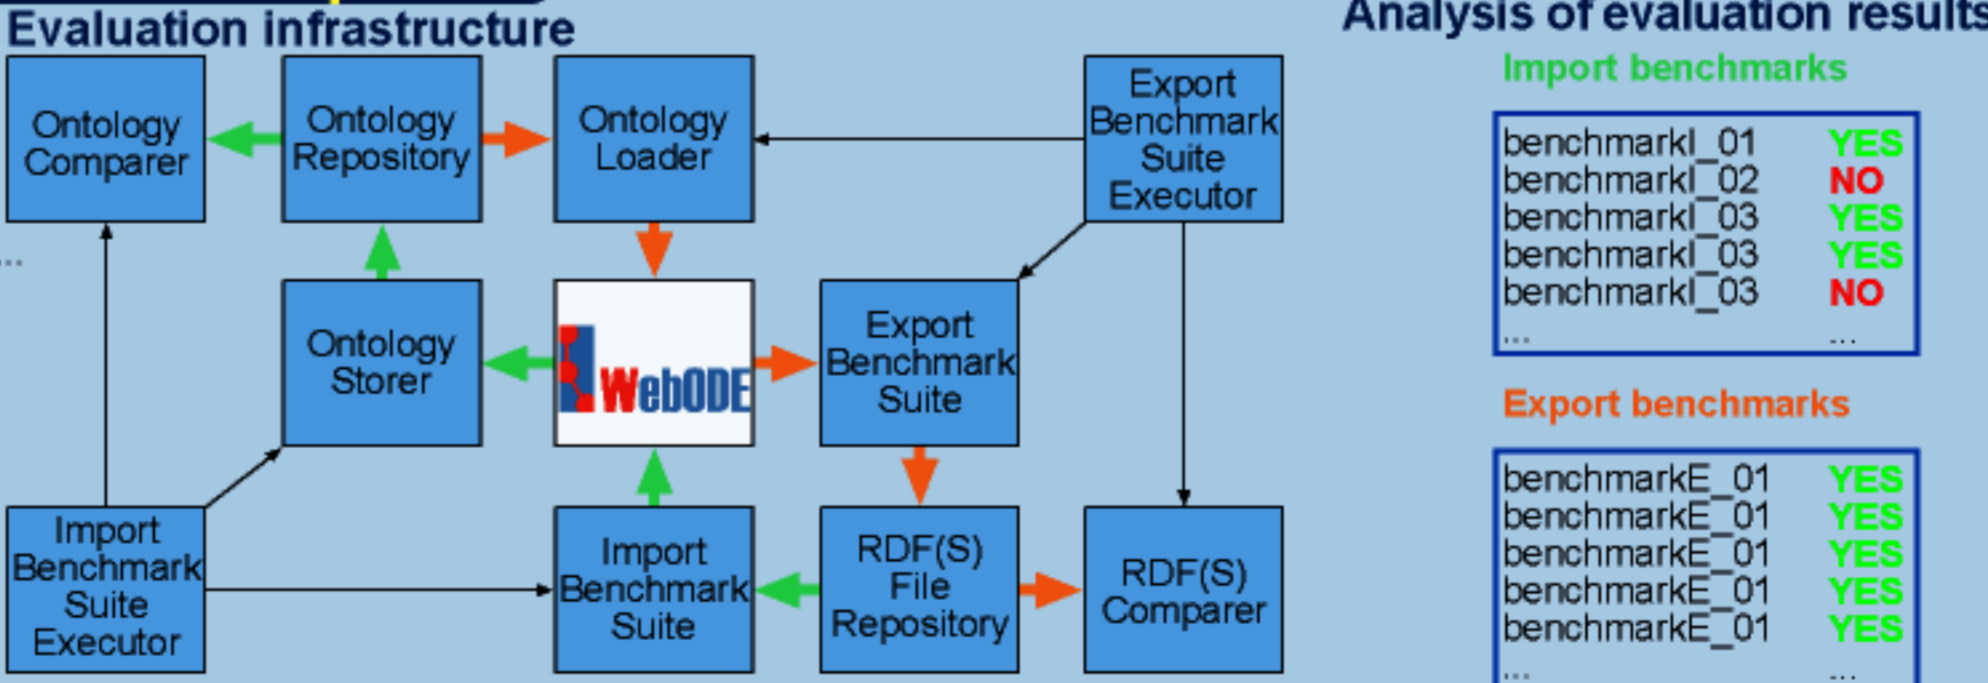 Evaluation infrastructure
Ontology
Comparer
Ontology
Repository
Ontology
Loader
Export
Benchmark
Suite
Executor
...
Ontology
Storer
WebODE
Export
Benchmark
Suite
Import
Benchmark
Suite
Executor
Import
Benchmark
Suite
RDF(S)
File
Repository
RDF(S)
Comparer
Analysis of evaluation results
Import benchmarks
benchmarkI_01 YES
benchmarkI_02 NO
benchmarkI_03 YES
benchmarkI_03 YES
benchmarkI_03 NO
... ...
Export benchmarks
benchmarkE_01 YES
benchmarkE_01 YES
benchmarkE_01 YES
benchmarkE_01 YES
benchmarkE_01 YES
... ...